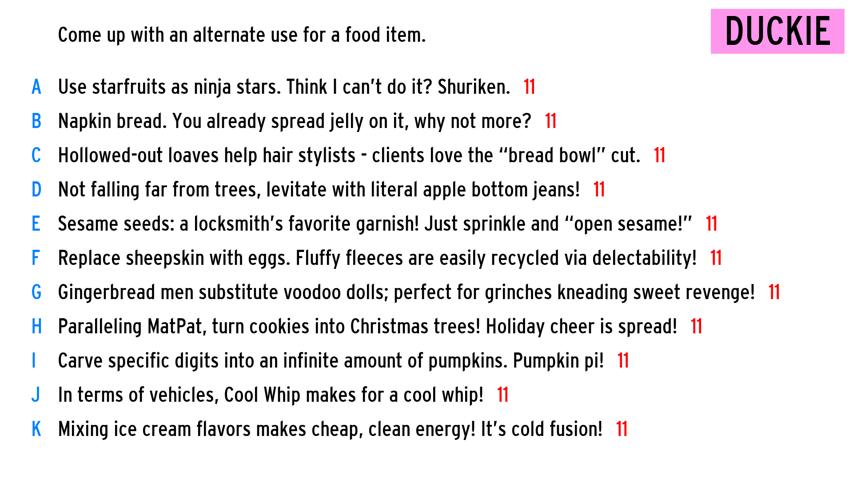 Come up with an alternate use for a food item.
DUCKIE
A Use starfruits as ninja stars. Think I can't do it? Shuriken. 11
B Napkin bread. You already spread jelly on it, why not more? 11
C Hollowed-out loaves help hair stylists - clients love the “bread bowl” cut. 11
D Not falling far from trees, levitate with literal apple bottom jeans! 11
E Sesame seeds: a locksmith's favorite garnish! Just sprinkle and “open sesame!” 11
F Replace sheepskin with eggs. Fluffy fleeces are easily recycled via delectability! 11
G Gingerbread men substitute voodoo dolls; perfect for grinches kneading sweet revenge! 11
H Paralleling MatPat, turn cookies into Christmas trees! Holiday cheer is spread! 11
I Carve specific digits into an infinite amount of pumpkins. Pumpkin pi! 11
J In terms of vehicles, Cool Whip makes for a cool whip! 11
K Mixing ice cream flavors makes cheap, clean energy! It's cold fusion! 11